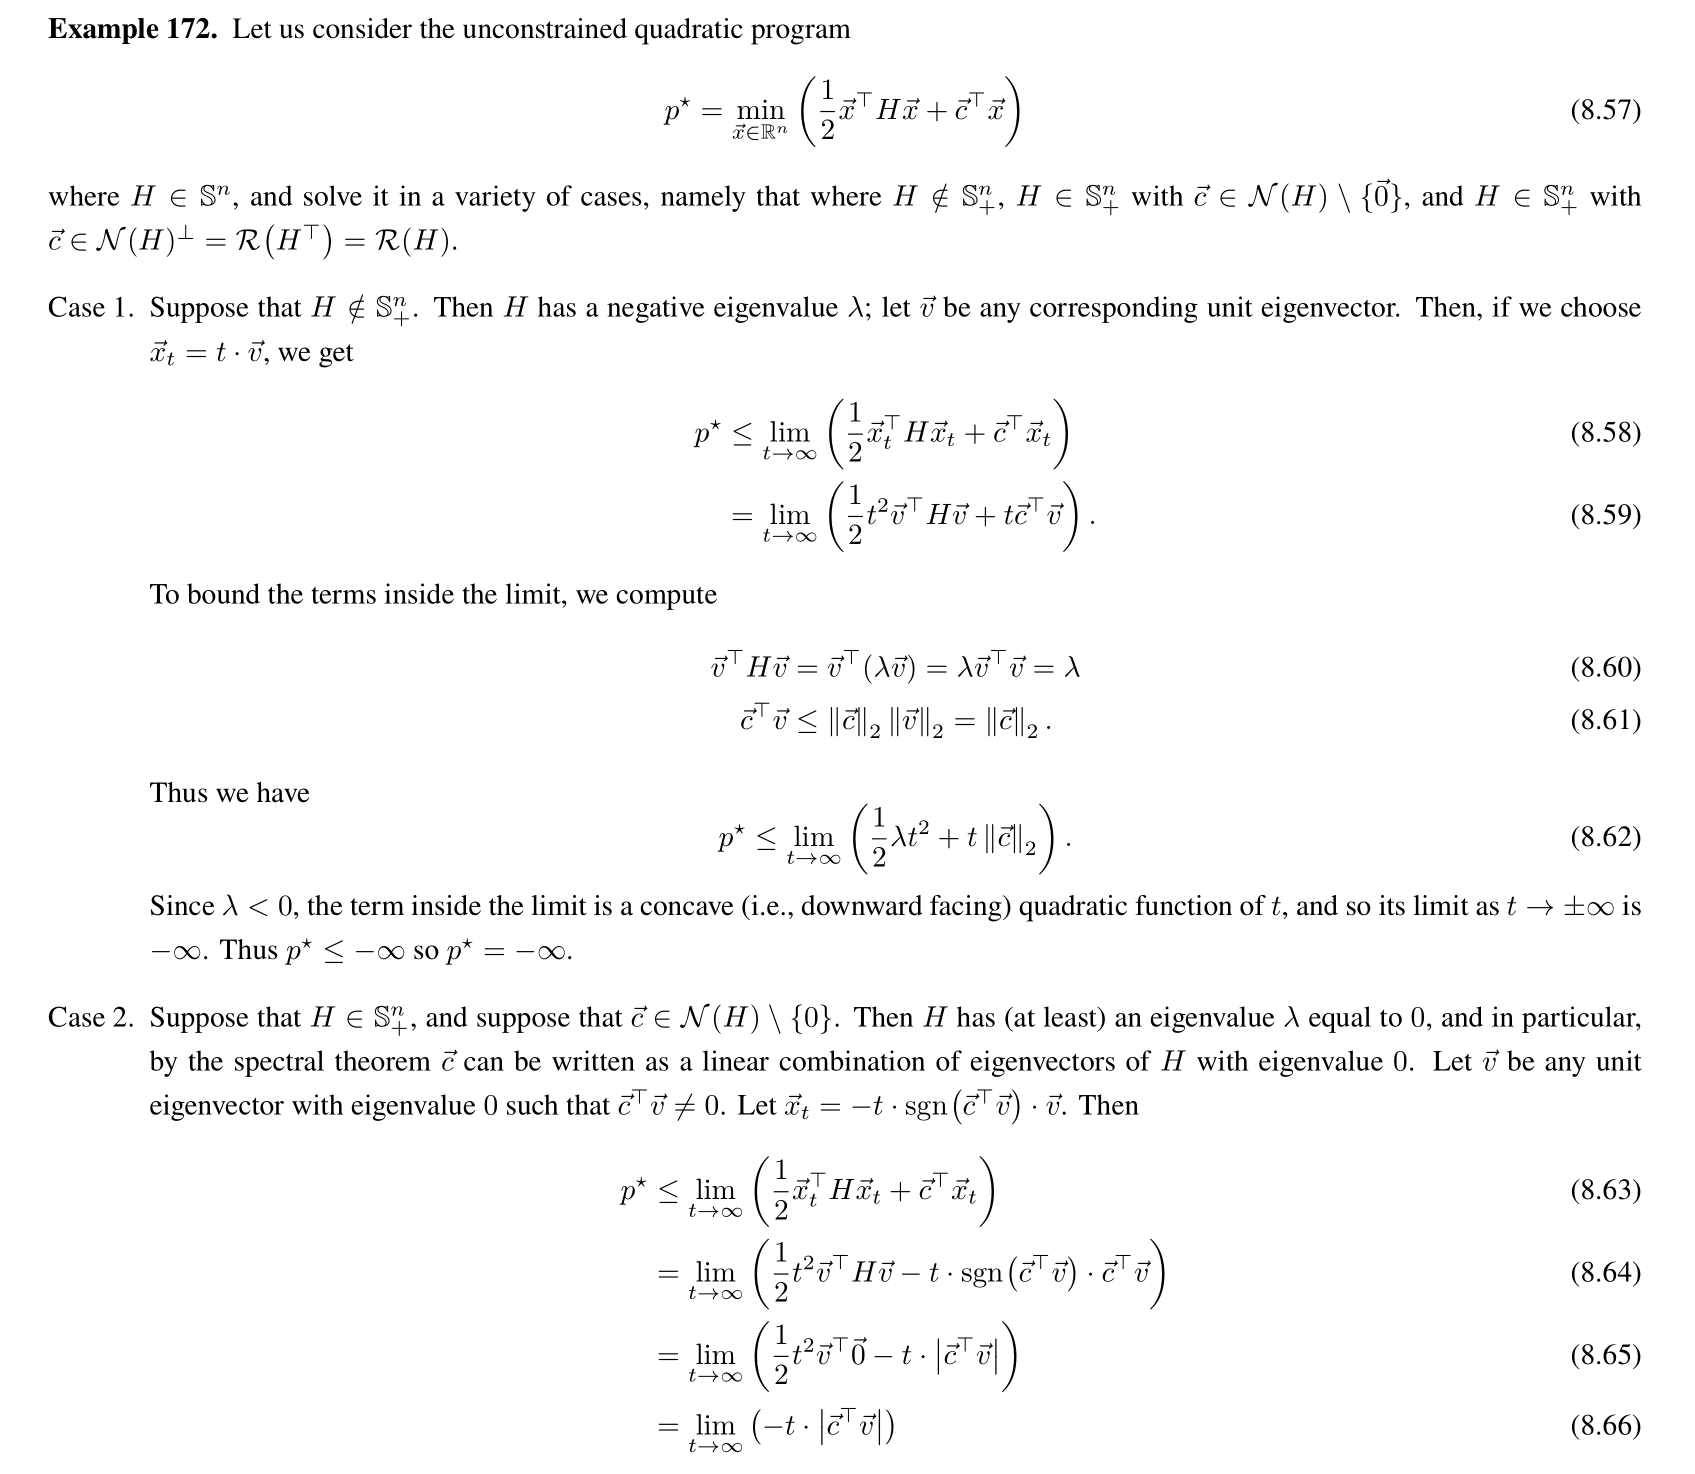 Example 172. Let us consider the unconstrained quadratic program
$$p^\star = \min_{\vec{x} \in \mathbb{R}^n} \left( \frac{1}{2} \vec{x}^\top H \vec{x} + \vec{c}^\top \vec{x} \right) \quad (8.57)$$
where $H \in \mathbb{S}^n$, and solve it in a variety of cases, namely that where $H \notin \mathbb{S}^n_+$, $H \in \mathbb{S}^n_+$ with $\vec{c} \in \mathcal{N}(H) \setminus \{\vec{0}\}$, and $H \in \mathbb{S}^n_+$ with
$\vec{c} \in \mathcal{N}(H)^\perp = \mathcal{R}(H^\top) = \mathcal{R}(H)$.
Case 1. Suppose that $H \notin \mathbb{S}^n_+$. Then $H$ has a negative eigenvalue $\lambda$; let $\vec{v}$ be any corresponding unit eigenvector. Then, if we choose
$\vec{x}_t = t \cdot \vec{v}$, we get
$$p^\star \leq \lim_{t \to \infty} \left( \frac{1}{2} \vec{x}_t^\top H \vec{x}_t + \vec{c}^\top \vec{x}_t \right) \quad (8.58)$$
$$= \lim_{t \to \infty} \left( \frac{1}{2} t^2 \vec{v}^\top H \vec{v} + t \vec{c}^\top \vec{v} \right). \quad (8.59)$$
To bound the terms inside the limit, we compute
$$\vec{v}^\top H \vec{v} = \vec{v}^\top (\lambda \vec{v}) = \lambda \vec{v}^\top \vec{v} = \lambda \quad (8.60)$$
$$\vec{c}^\top \vec{v} \leq \|\vec{c}\|_2 \|\vec{v}\|_2 = \|\vec{c}\|_2. \quad (8.61)$$
Thus we have
$$p^\star \leq \lim_{t \to \infty} \left( \frac{1}{2} \lambda t^2 + t \|\vec{c}\|_2 \right). \quad (8.62)$$
Since $\lambda < 0$, the term inside the limit is a concave (i.e., downward facing) quadratic function of $t$, and so its limit as $t \to \pm\infty$ is
$-\infty$. Thus $p^\star \leq -\infty$ so $p^\star = -\infty$.
Case 2. Suppose that $H \in \mathbb{S}^n_+$, and suppose that $\vec{c} \in \mathcal{N}(H) \setminus \{0\}$. Then $H$ has (at least) an eigenvalue $\lambda$ equal to $0$, and in particular,
by the spectral theorem $\vec{c}$ can be written as a linear combination of eigenvectors of $H$ with eigenvalue $0$. Let $\vec{v}$ be any unit
eigenvector with eigenvalue $0$ such that $\vec{c}^\top \vec{v} \neq 0$. Let $\vec{x}_t = -t \cdot \operatorname{sgn}(\vec{c}^\top \vec{v}) \cdot \vec{v}$. Then
$$p^\star \leq \lim_{t \to \infty} \left( \frac{1}{2} \vec{x}_t^\top H \vec{x}_t + \vec{c}^\top \vec{x}_t \right) \quad (8.63)$$
$$= \lim_{t \to \infty} \left( \frac{1}{2} t^2 \vec{v}^\top H \vec{v} - t \cdot \operatorname{sgn}(\vec{c}^\top \vec{v}) \cdot \vec{c}^\top \vec{v} \right) \quad (8.64)$$
$$= \lim_{t \to \infty} \left( \frac{1}{2} t^2 \vec{v}^\top \vec{0} - t \cdot |\vec{c}^\top \vec{v}| \right) \quad (8.65)$$
$$= \lim_{t \to \infty} (-t \cdot |\vec{c}^\top \vec{v}|) \quad (8.66)$$